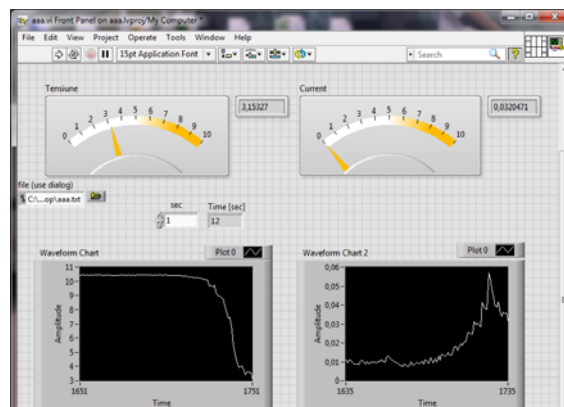 aaa.vi Front Panel on aaa.lvproj/My Computer *
File Edit View Project Operate Tools Window Help
15pt Application Font
Search
Tensiune
0 1 2 3 4 5 6 7 8 9 10
3,15327
Current
0 1 2 3 4 5 6 7 8 9 10
0,0320471
file (use dialog)
C:\...op\aaa.txt
sec
1
Time [sec]
12
Waveform Chart
Plot 0
Amplitude
11
10
9
8
7
6
5
4
3
1651
1751
Time
Waveform Chart 2
Plot 0
Amplitude
0,06
0,05
0,04
0,03
0,02
0,01
0
1635
1735
Time